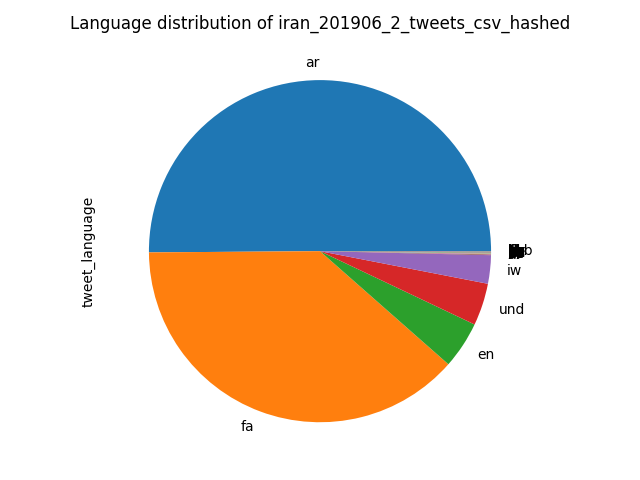 Language distribution of iran_201906_2_tweets_csv_hashed
ar
tweet_language
iw
und
en
fa